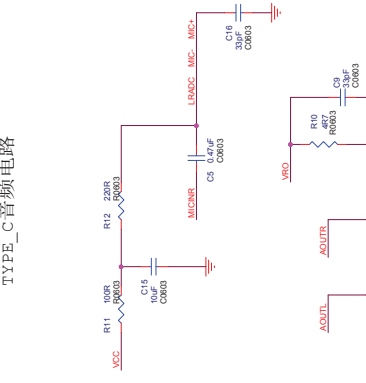 TYPE_C音频电路
MIC+
MIC-
LRADC
C16
33pF
C0603
C5
0.47uF
C0603
MICINR
R12
220R
R0603
C15
10uF
C0603
R11
100R
R0603
VCC
C9
33pF
C0603
R10
4R7
R0603
VRO
AOUTR
AOUTL